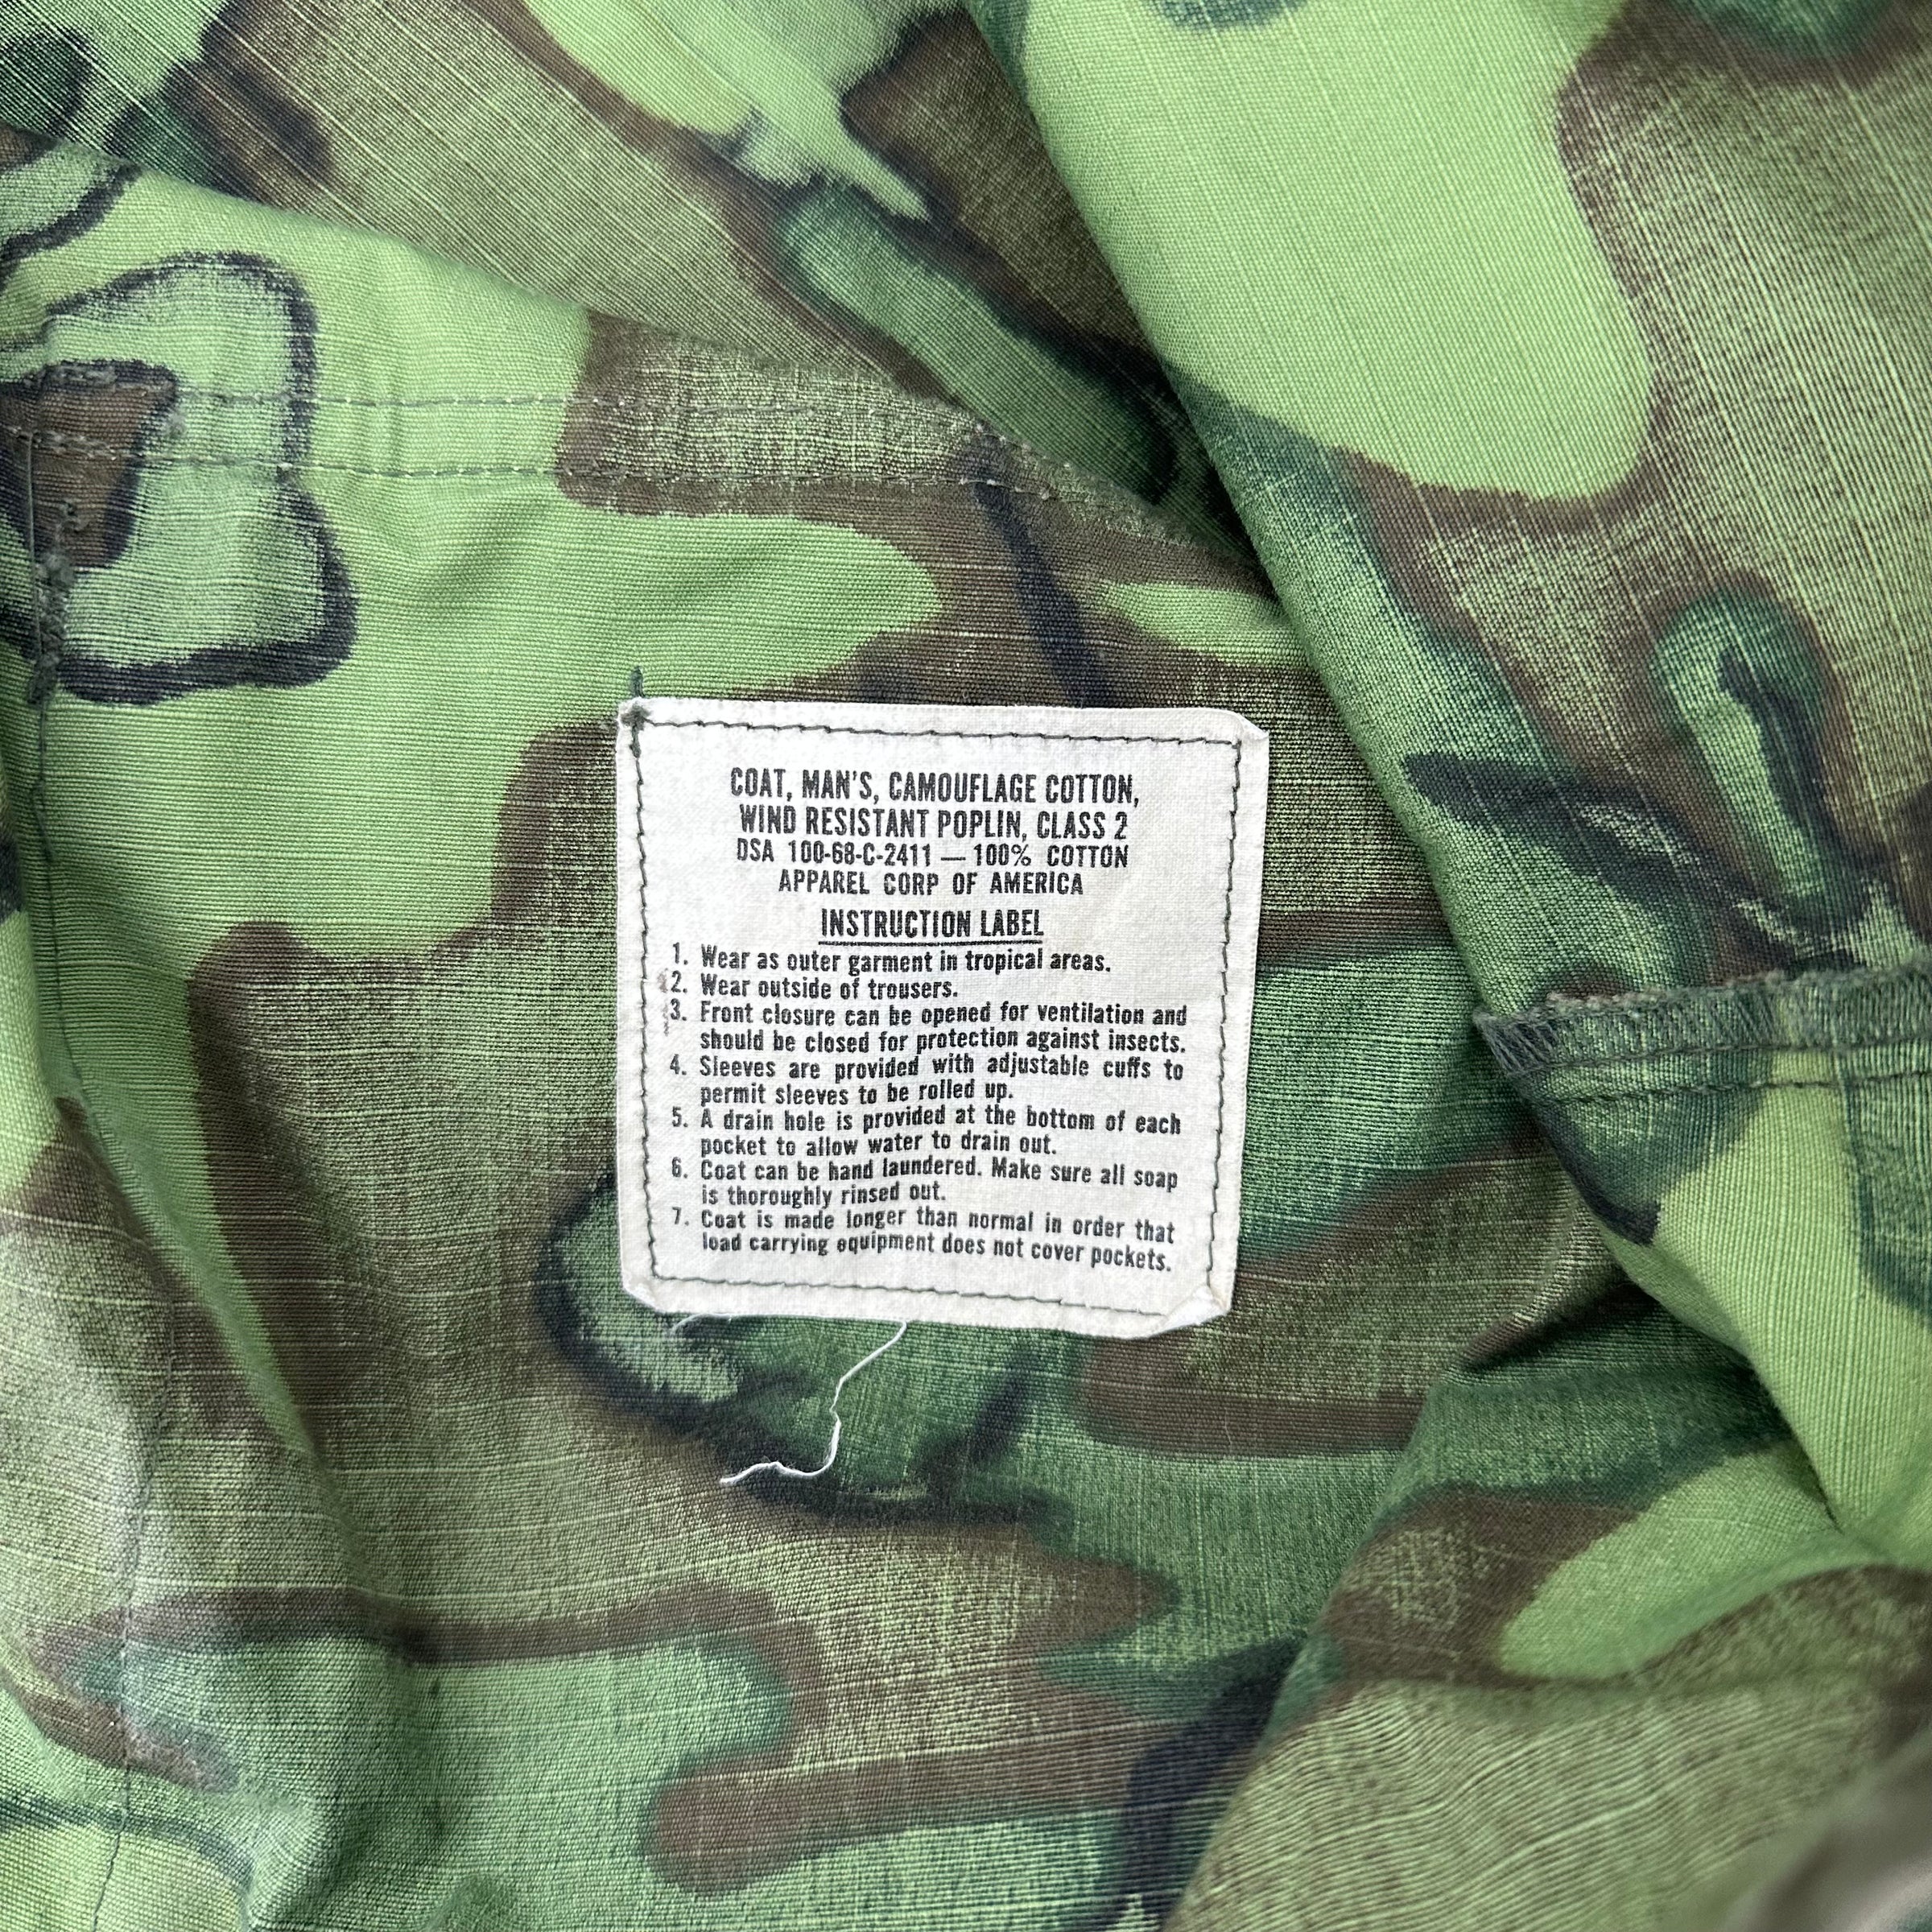 COAT, MAN'S, CAMOUFLAGE COTTON,
WIND RESISTANT POPLIN, CLASS 2
DSA 100-68-C-2411 — 100% COTTON
APPAREL CORP OF AMERICA
INSTRUCTION LABEL
1. Wear as outer garment in tropical areas.
2. Wear outside of trousers.
3. Front closure can be opened for ventilation and
should be closed for protection against insects.
4. Sleeves are provided with adjustable cuffs to
permit sleeves to be rolled up.
5. A drain hole is provided at the bottom of each
pocket to allow water to drain out.
6. Coat can be hand laundered. Make sure all soap
is thoroughly rinsed out.
7. Coat is made longer than normal in order that
load carrying equipment does not cover pockets.